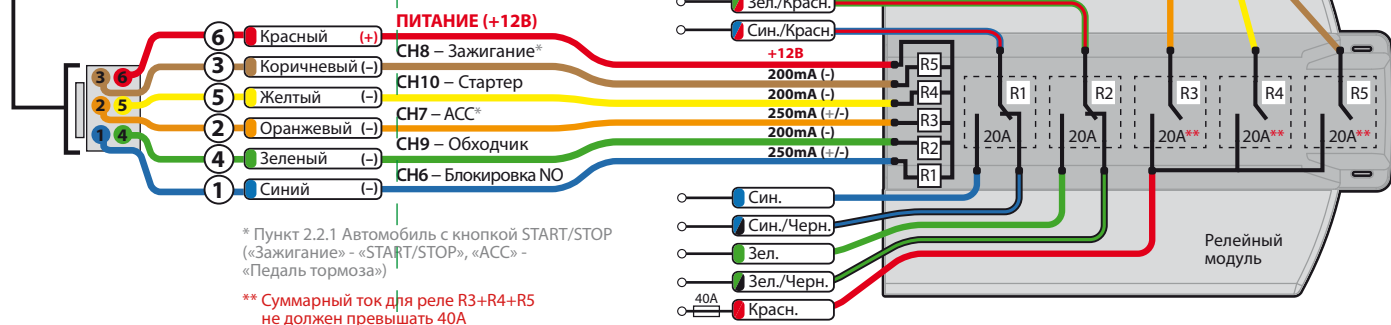 Зел./Красн.
Син./Красн.
ПИТАНИЕ (+12В)
6 Красный (+)
CH8 – Зажигание*
3 Коричневый (–)
CH10 – Стартер
5 Желтый (–)
CH7 – ACC*
2 Оранжевый (–)
CH9 – Обходчик
4 Зеленый (–)
CH6 – Блокировка NO
1 Синий (–)
3 6
2 5
1 4
+12В
200mA (-)
200mA (-)
250mA (+/-)
200mA (-)
250mA (+/-)
R5
R4
R3
R2
R1
R1 R2 R3 R4 R5
20A 20A 20A** 20A** 20A**
Син.
Син./Черн.
Зел.
Зел./Черн.
40A Красн.
Релейный
модуль
* Пункт 2.2.1 Автомобиль с кнопкой START/STOP
(«Зажигание» - «START/STOP», «ACC» -
«Педаль тормоза»)
** Суммарный ток для реле R3+R4+R5
не должен превышать 40А